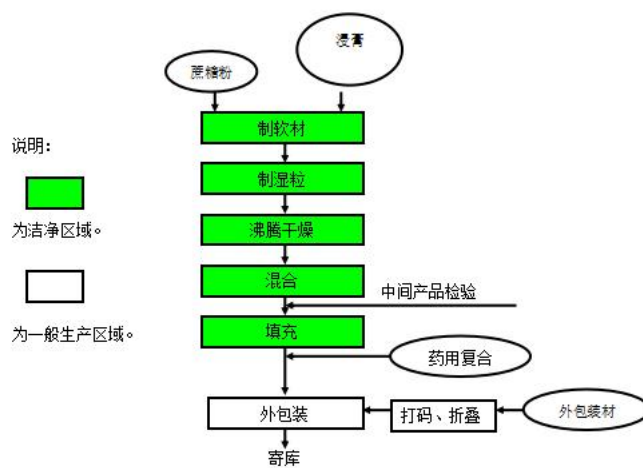 浸膏
蔗糖粉
制软材
说明：
制湿粒
沸腾干燥
为洁净区域。
混合
中间产品检验
填充
为一般生产区域。
药用复合
外包装
打码、折叠
外包装材
寄库